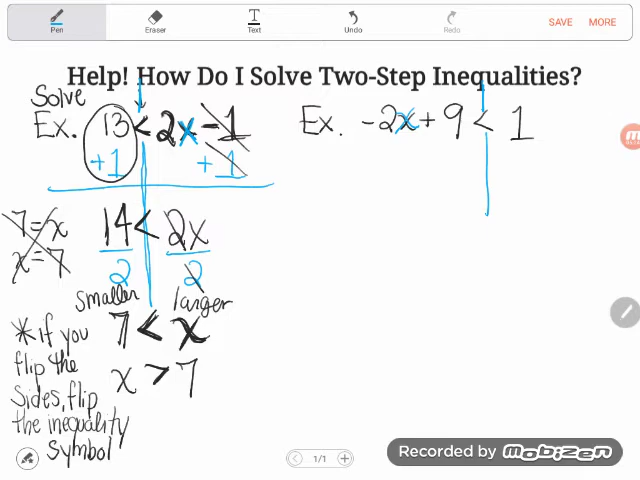 Pen
Eraser
Text
Undo
Redo
SAVE
MORE
Help! How Do I Solve Two-Step Inequalities?
Solve
Ex. 13 < 2x - 1
+1 +1
14 < 2x
2 2
smaller larger
7 < x
x > 7
7 = x
x = 7
* if you
flip the
sides, flip
the inequality
symbol
Ex. -2x + 9 < 1
1/1
Recorded by MOBIZEN